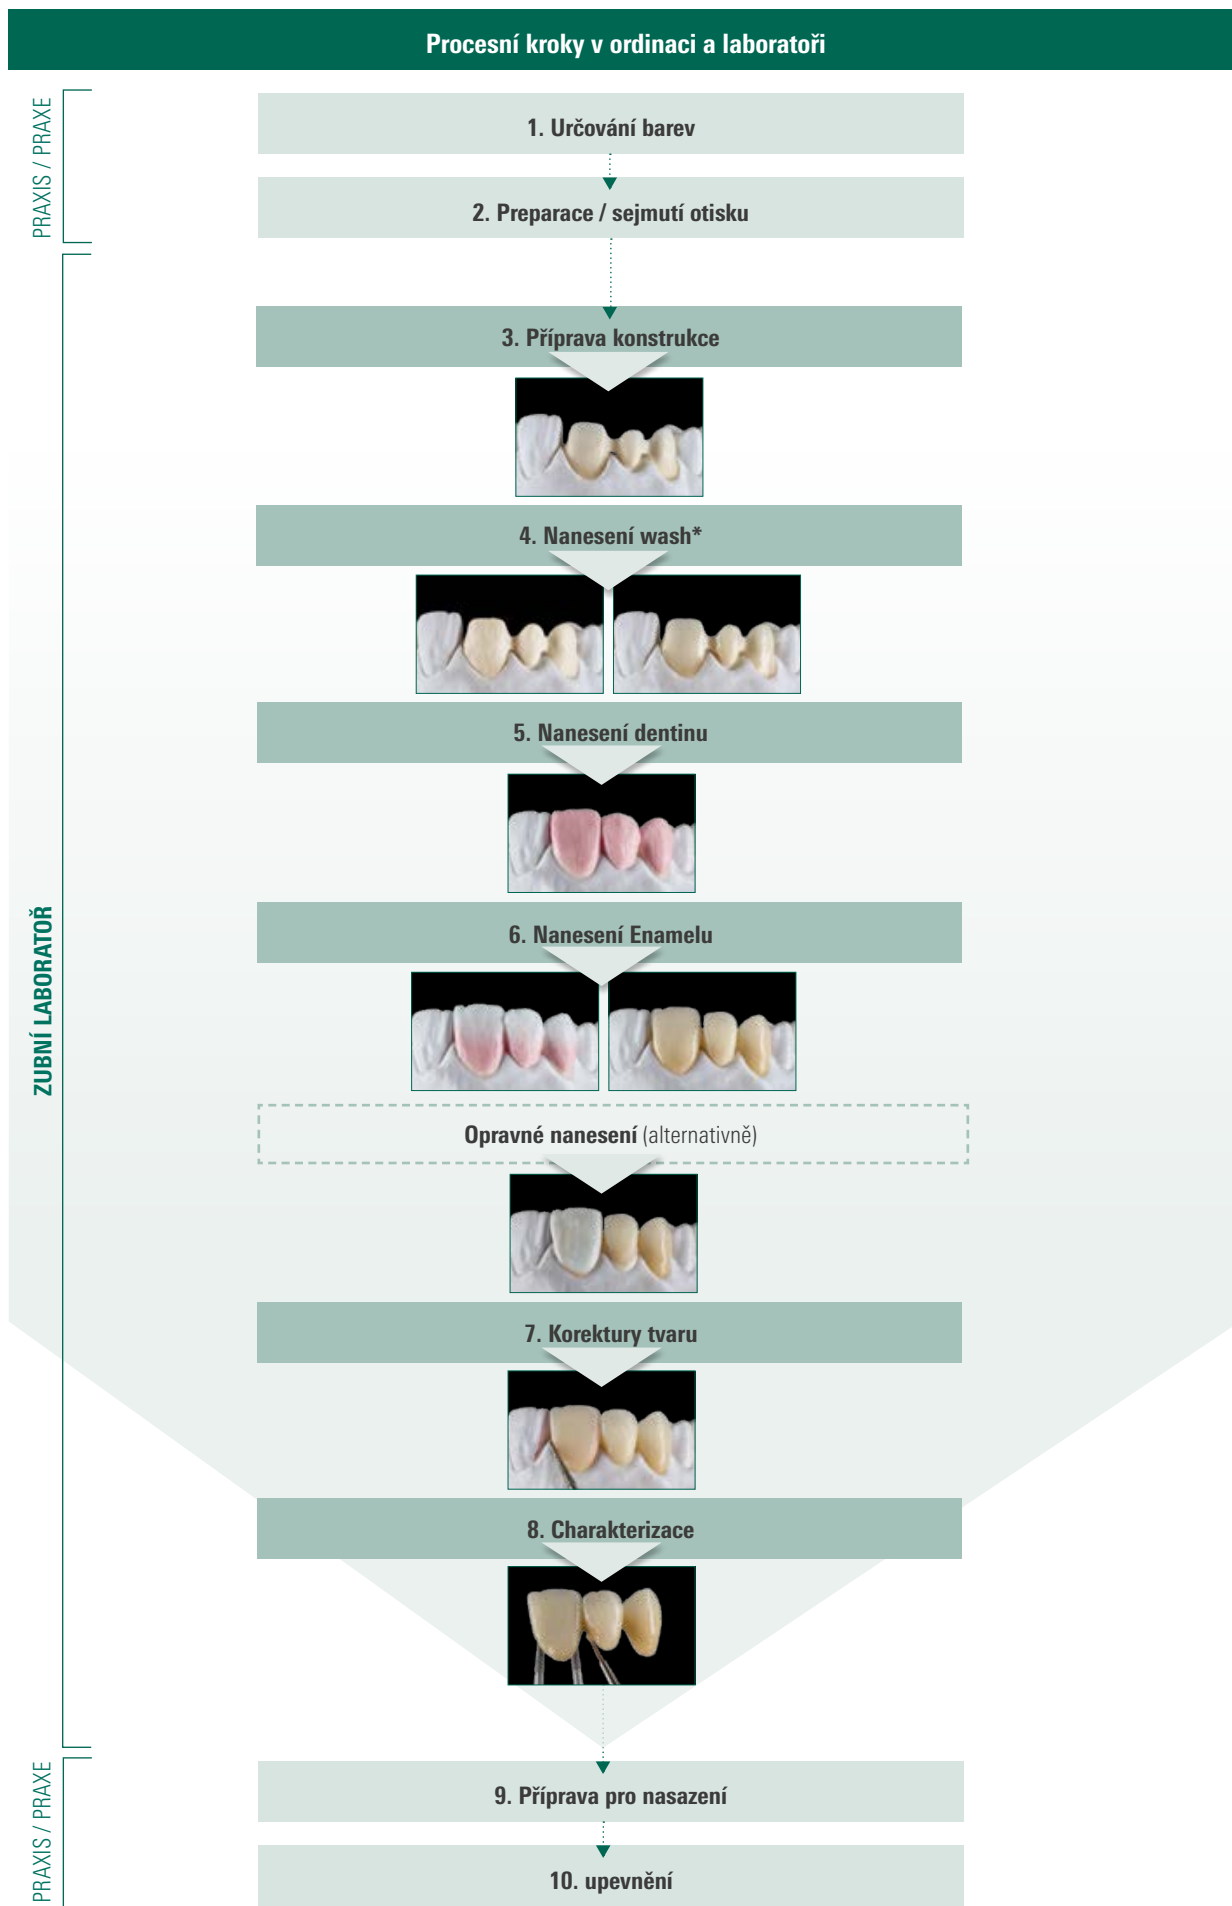 Procesní kroky v ordinaci a laboratoři
PRAXIS / PRAXE
1. Určování barev
2. Preparace / sejmutí otisku
ZUBNÍ LABORATOŘ
3. Příprava konstrukce
4. Nanesení wash*
5. Nanesení dentinu
6. Nanesení Enamelu
Opravné nanesení (alternativně)
7. Korektury tvaru
8. Charakterizace
PRAXIS / PRAXE
9. Příprava pro nasazení
10. upevnění